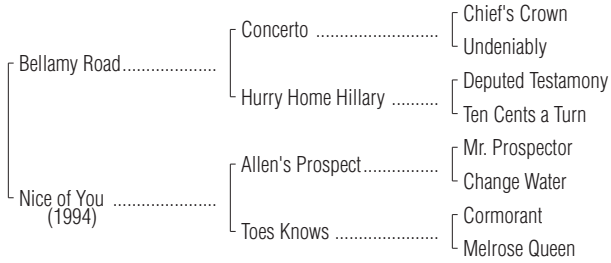 Chief's Crown
Concerto ..........................
Undeniably
Bellamy Road....................
Deputed Testamony
Hurry Home Hillary ..........
Ten Cents a Turn
Mr. Prospector
Allen's Prospect................
Change Water
Nice of You ......................
(1994)
Cormorant
Toes Knows ......................
Melrose Queen